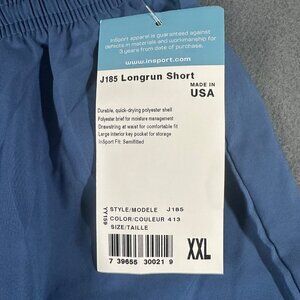 InSport apparel is guaranteed against
defects in materials and workmanship for
3 years from date of purchase.
www.insport.com
J185 Longrun Short
MADE IN
USA
Durable, quick-drying polyester shell
Polyester brief for moisture management
Drawstring at waist for comfortable fit
Large interior key pocket for storage
InSport Fit: Semifitted
YY159
STYLE/MODELE J185
COLOR/COULEUR 413
SIZE/TAILLE
XXL
7 39655 30021 9